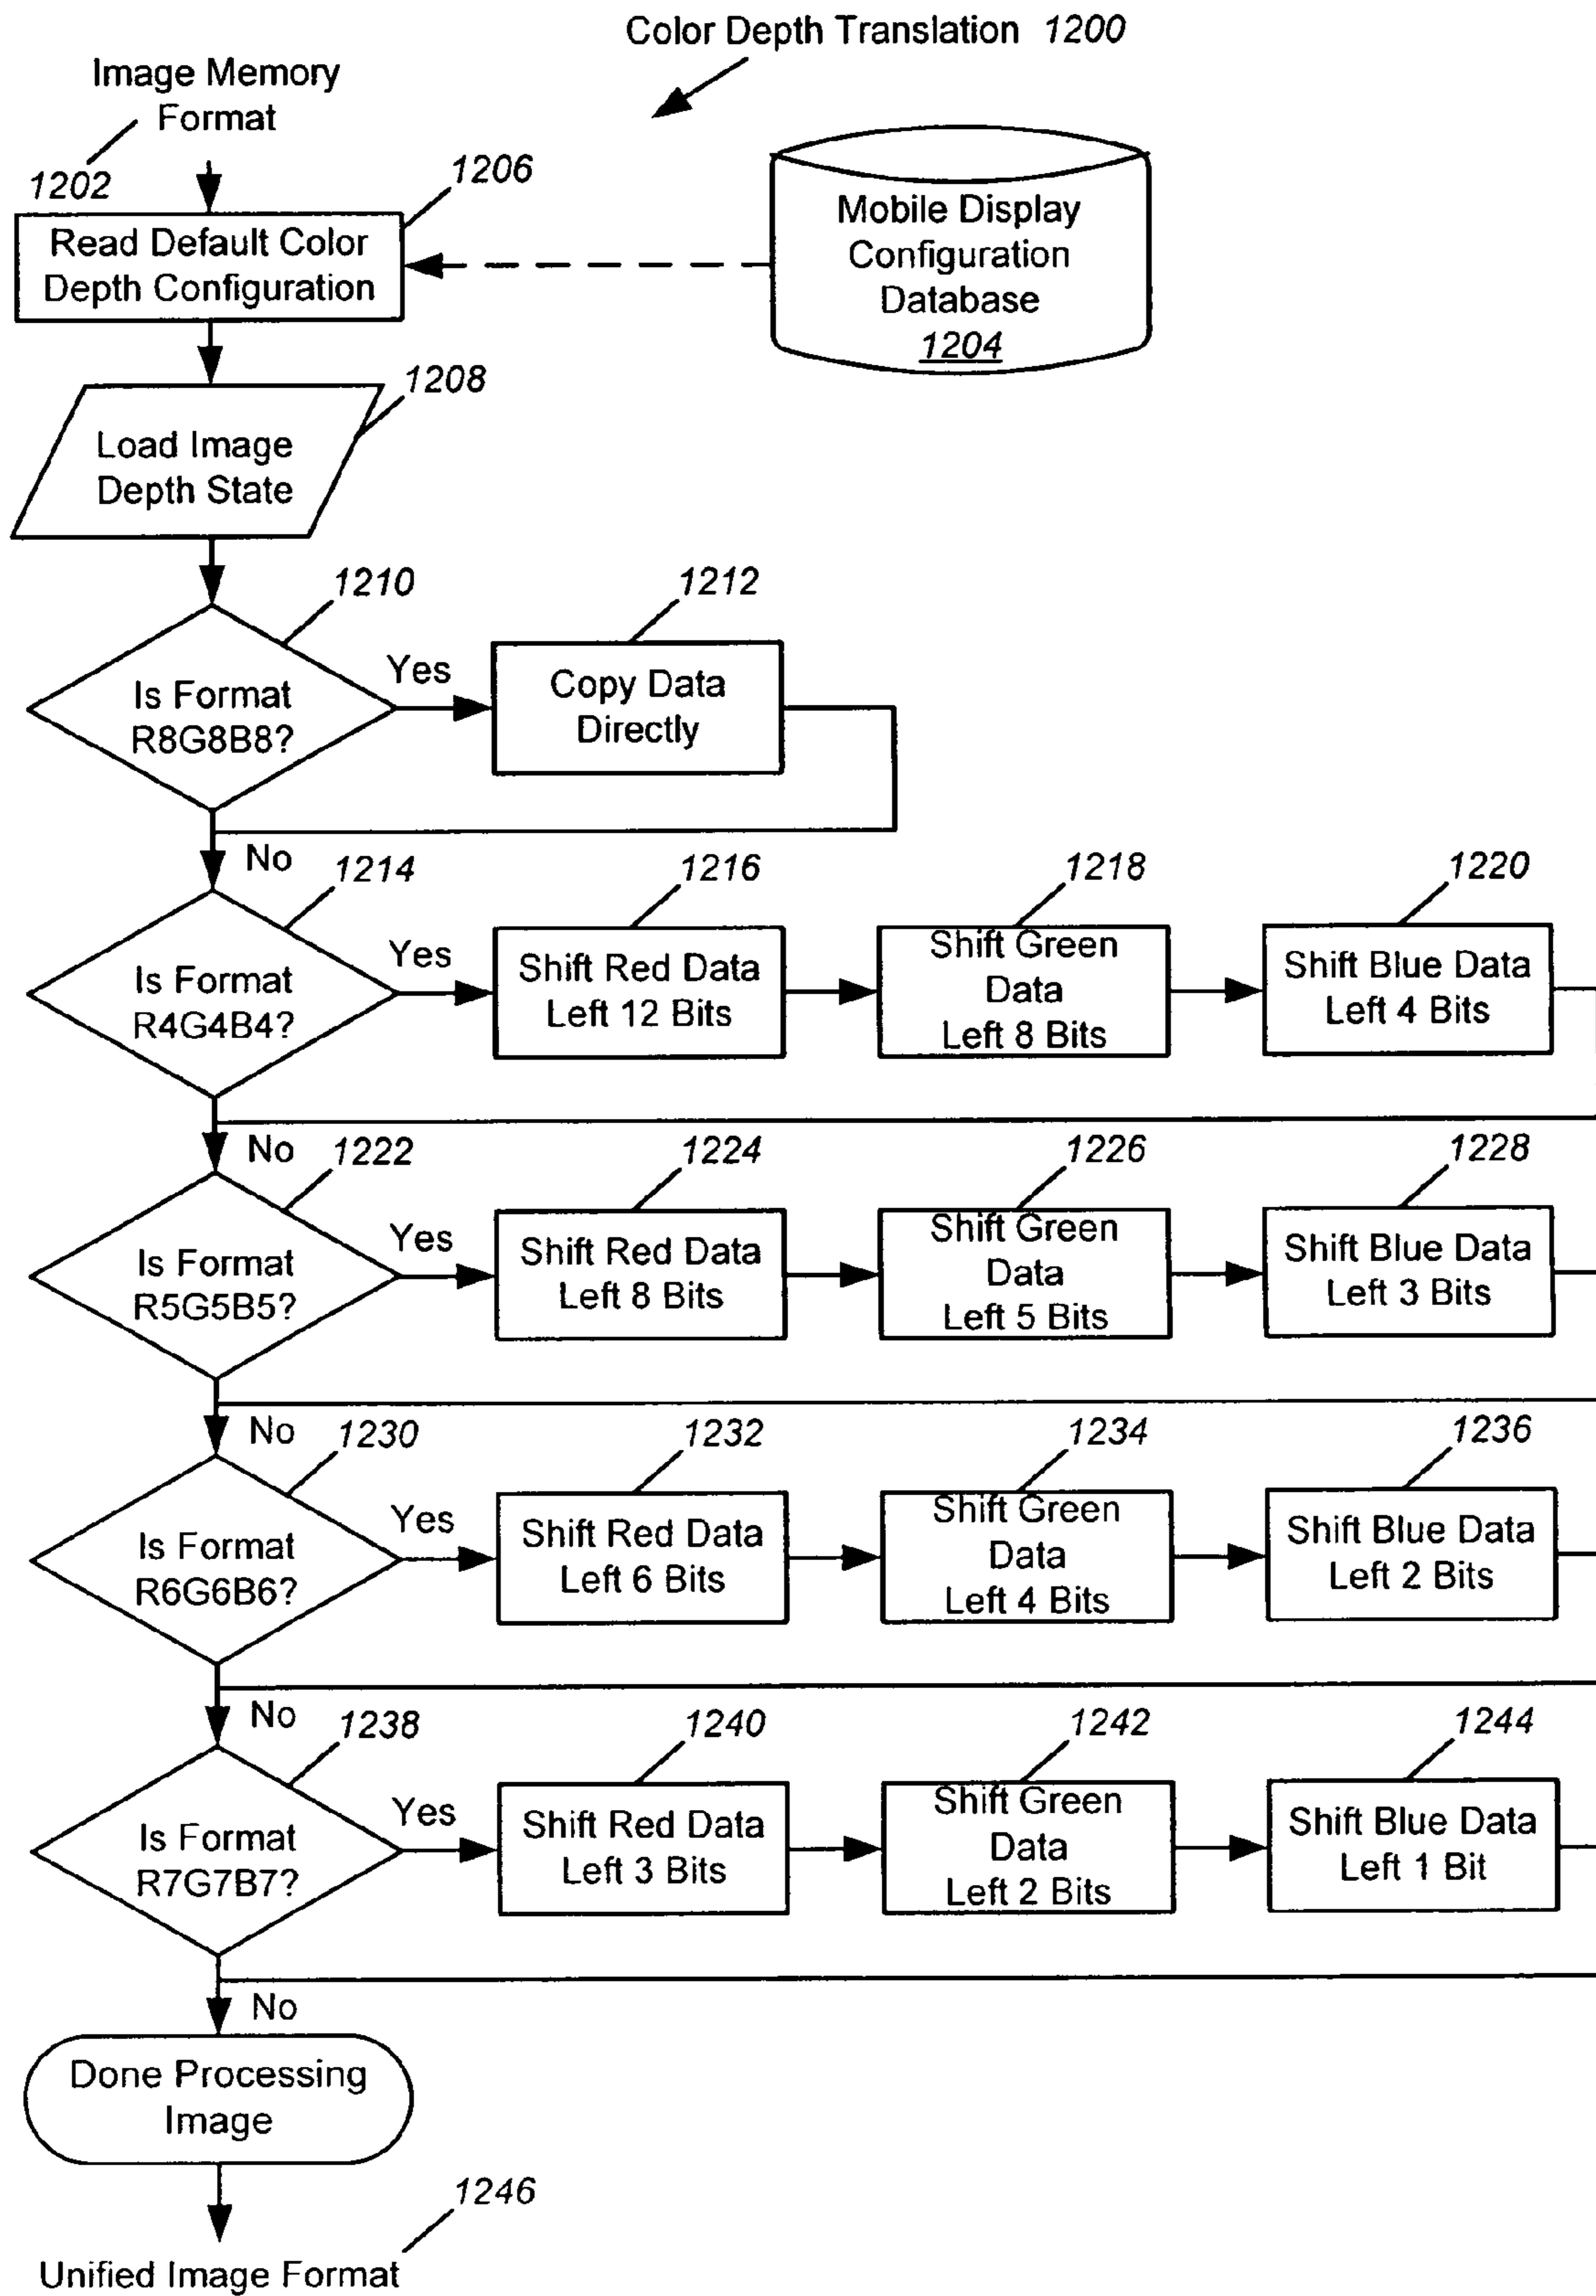 Color Depth Translation 1200
Image Memory
Format
1202
1206
Read Default Color
Depth Configuration
Mobile Display
Configuration
Database
1204
1208
Load Image
Depth State
1210
Is Format
R8G8B8?
Yes
1212
Copy Data
Directly
No
1214
Is Format
R4G4B4?
Yes
1216
Shift Red Data
Left 12 Bits
1218
Shift Green
Data
Left 8 Bits
1220
Shift Blue Data
Left 4 Bits
No
1222
Is Format
R5G5B5?
Yes
1224
Shift Red Data
Left 8 Bits
1226
Shift Green
Data
Left 5 Bits
1228
Shift Blue Data
Left 3 Bits
No
1230
Is Format
R6G6B6?
Yes
1232
Shift Red Data
Left 6 Bits
1234
Shift Green
Data
Left 4 Bits
1236
Shift Blue Data
Left 2 Bits
No
1238
Is Format
R7G7B7?
Yes
1240
Shift Red Data
Left 3 Bits
1242
Shift Green
Data
Left 2 Bits
1244
Shift Blue Data
Left 1 Bit
No
Done Processing
Image
1246
Unified Image Format